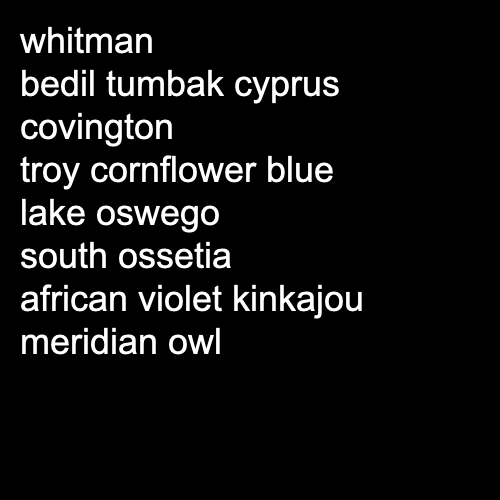 whitman
bedil tumbak cyprus
covington
troy cornflower blue
lake oswego
south ossetia
african violet kinkajou
meridian owl